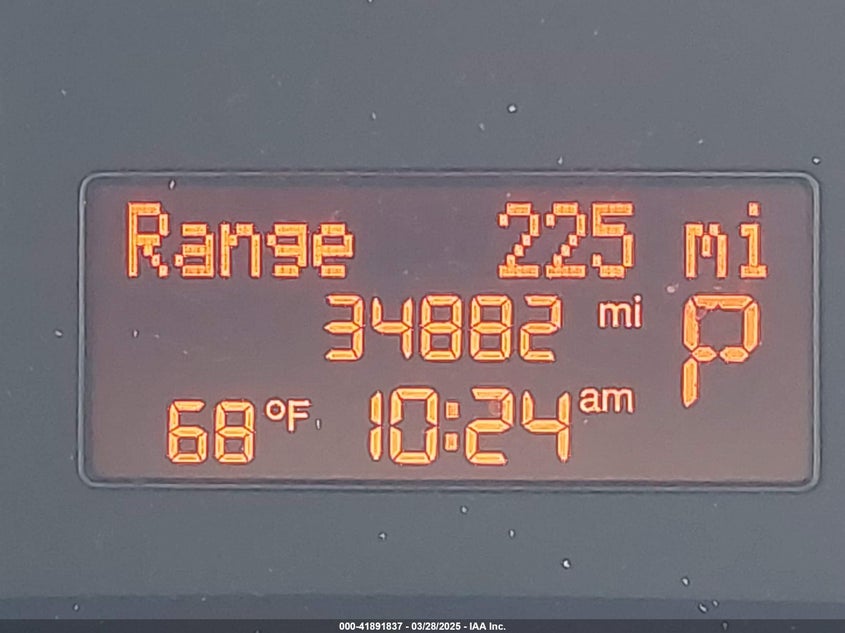 Range 225 mi
34882 mi P
68 °F 10:24 am
000-41891837 - 03/28/2025 - IAA Inc.